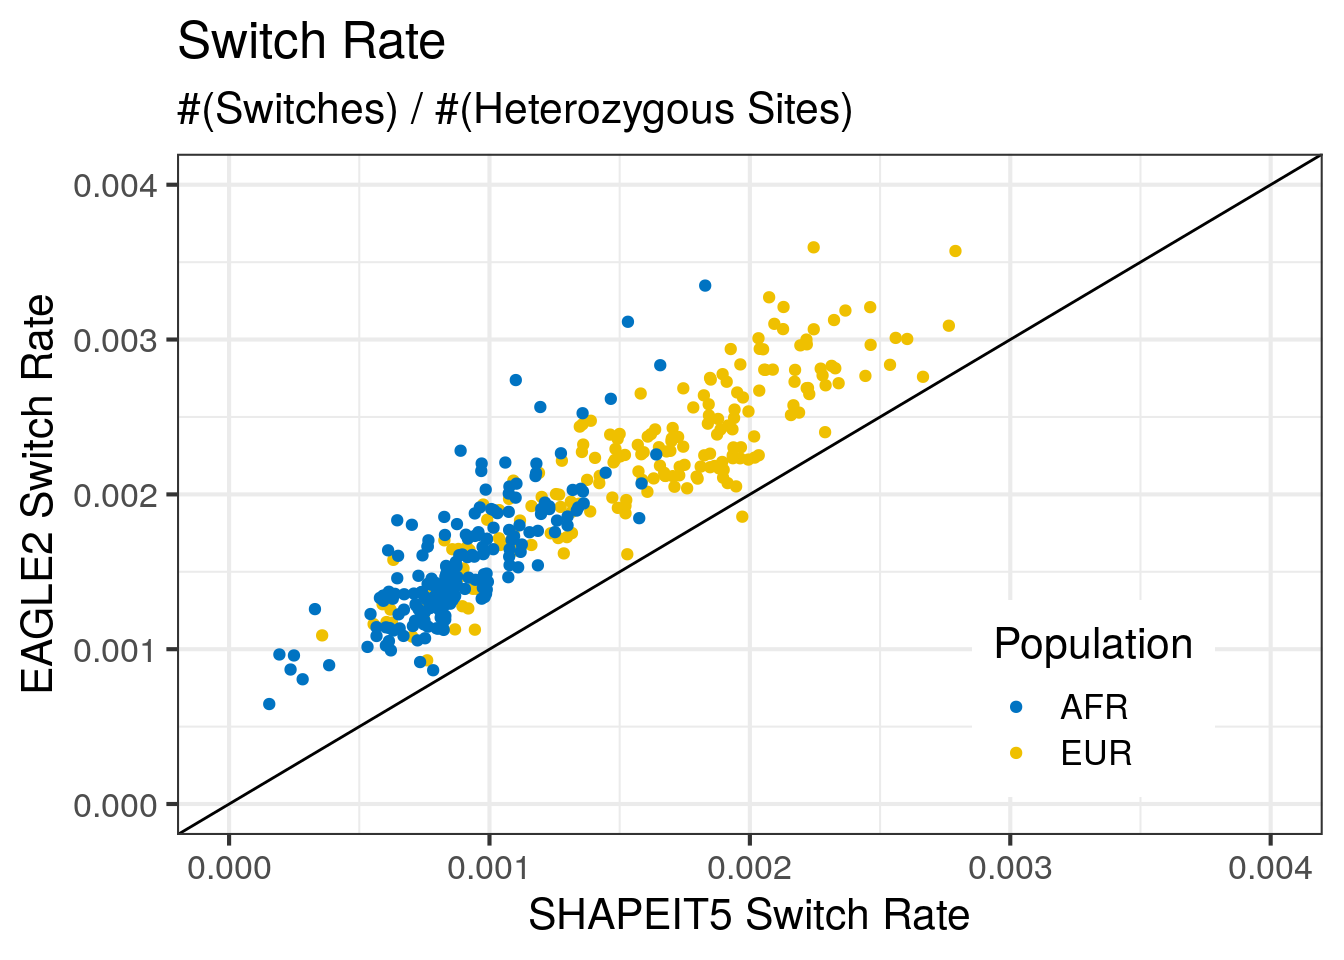 Switch Rate
#(Switches) / #(Heterozygous Sites)
0.004
0.003
0.002
0.001
0.000
EAGLE2 Switch Rate
Population
AFR
EUR
0.000 0.001 0.002 0.003 0.004
SHAPEIT5 Switch Rate